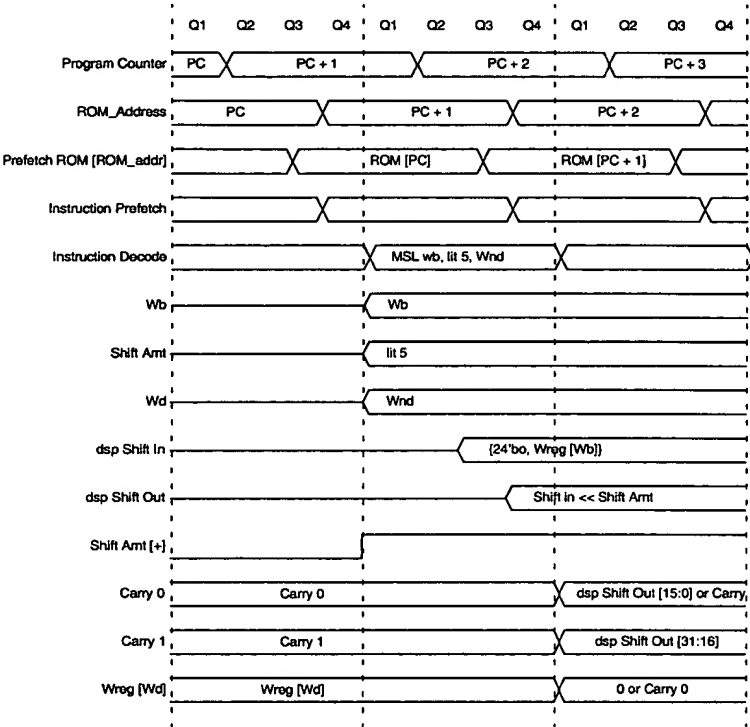 Q1 Q2 Q3 Q4 Q1 Q2 Q3 Q4 Q1 Q2 Q3 Q4
Program Counter PC PC + 1 PC + 2 PC + 3
ROM_Address PC PC + 1 PC + 2
Prefetch ROM [ROM_addr] ROM [PC] ROM [PC + 1]
Instruction Prefetch
Instruction Decode MSL wb, lit 5, Wnd
Wb Wb
Shift Amt lit 5
Wd Wnd
dsp Shift In {24'bo, Wreg [Wb]}
dsp Shift Out Shift in << Shift Amt
Shift Amt [+]
Carry 0 Carry 0 dsp Shift Out [15:0] or Carry
Carry 1 Carry 1 dsp Shift Out [31:16]
Wreg [Wd] Wreg [Wd] 0 or Carry 0